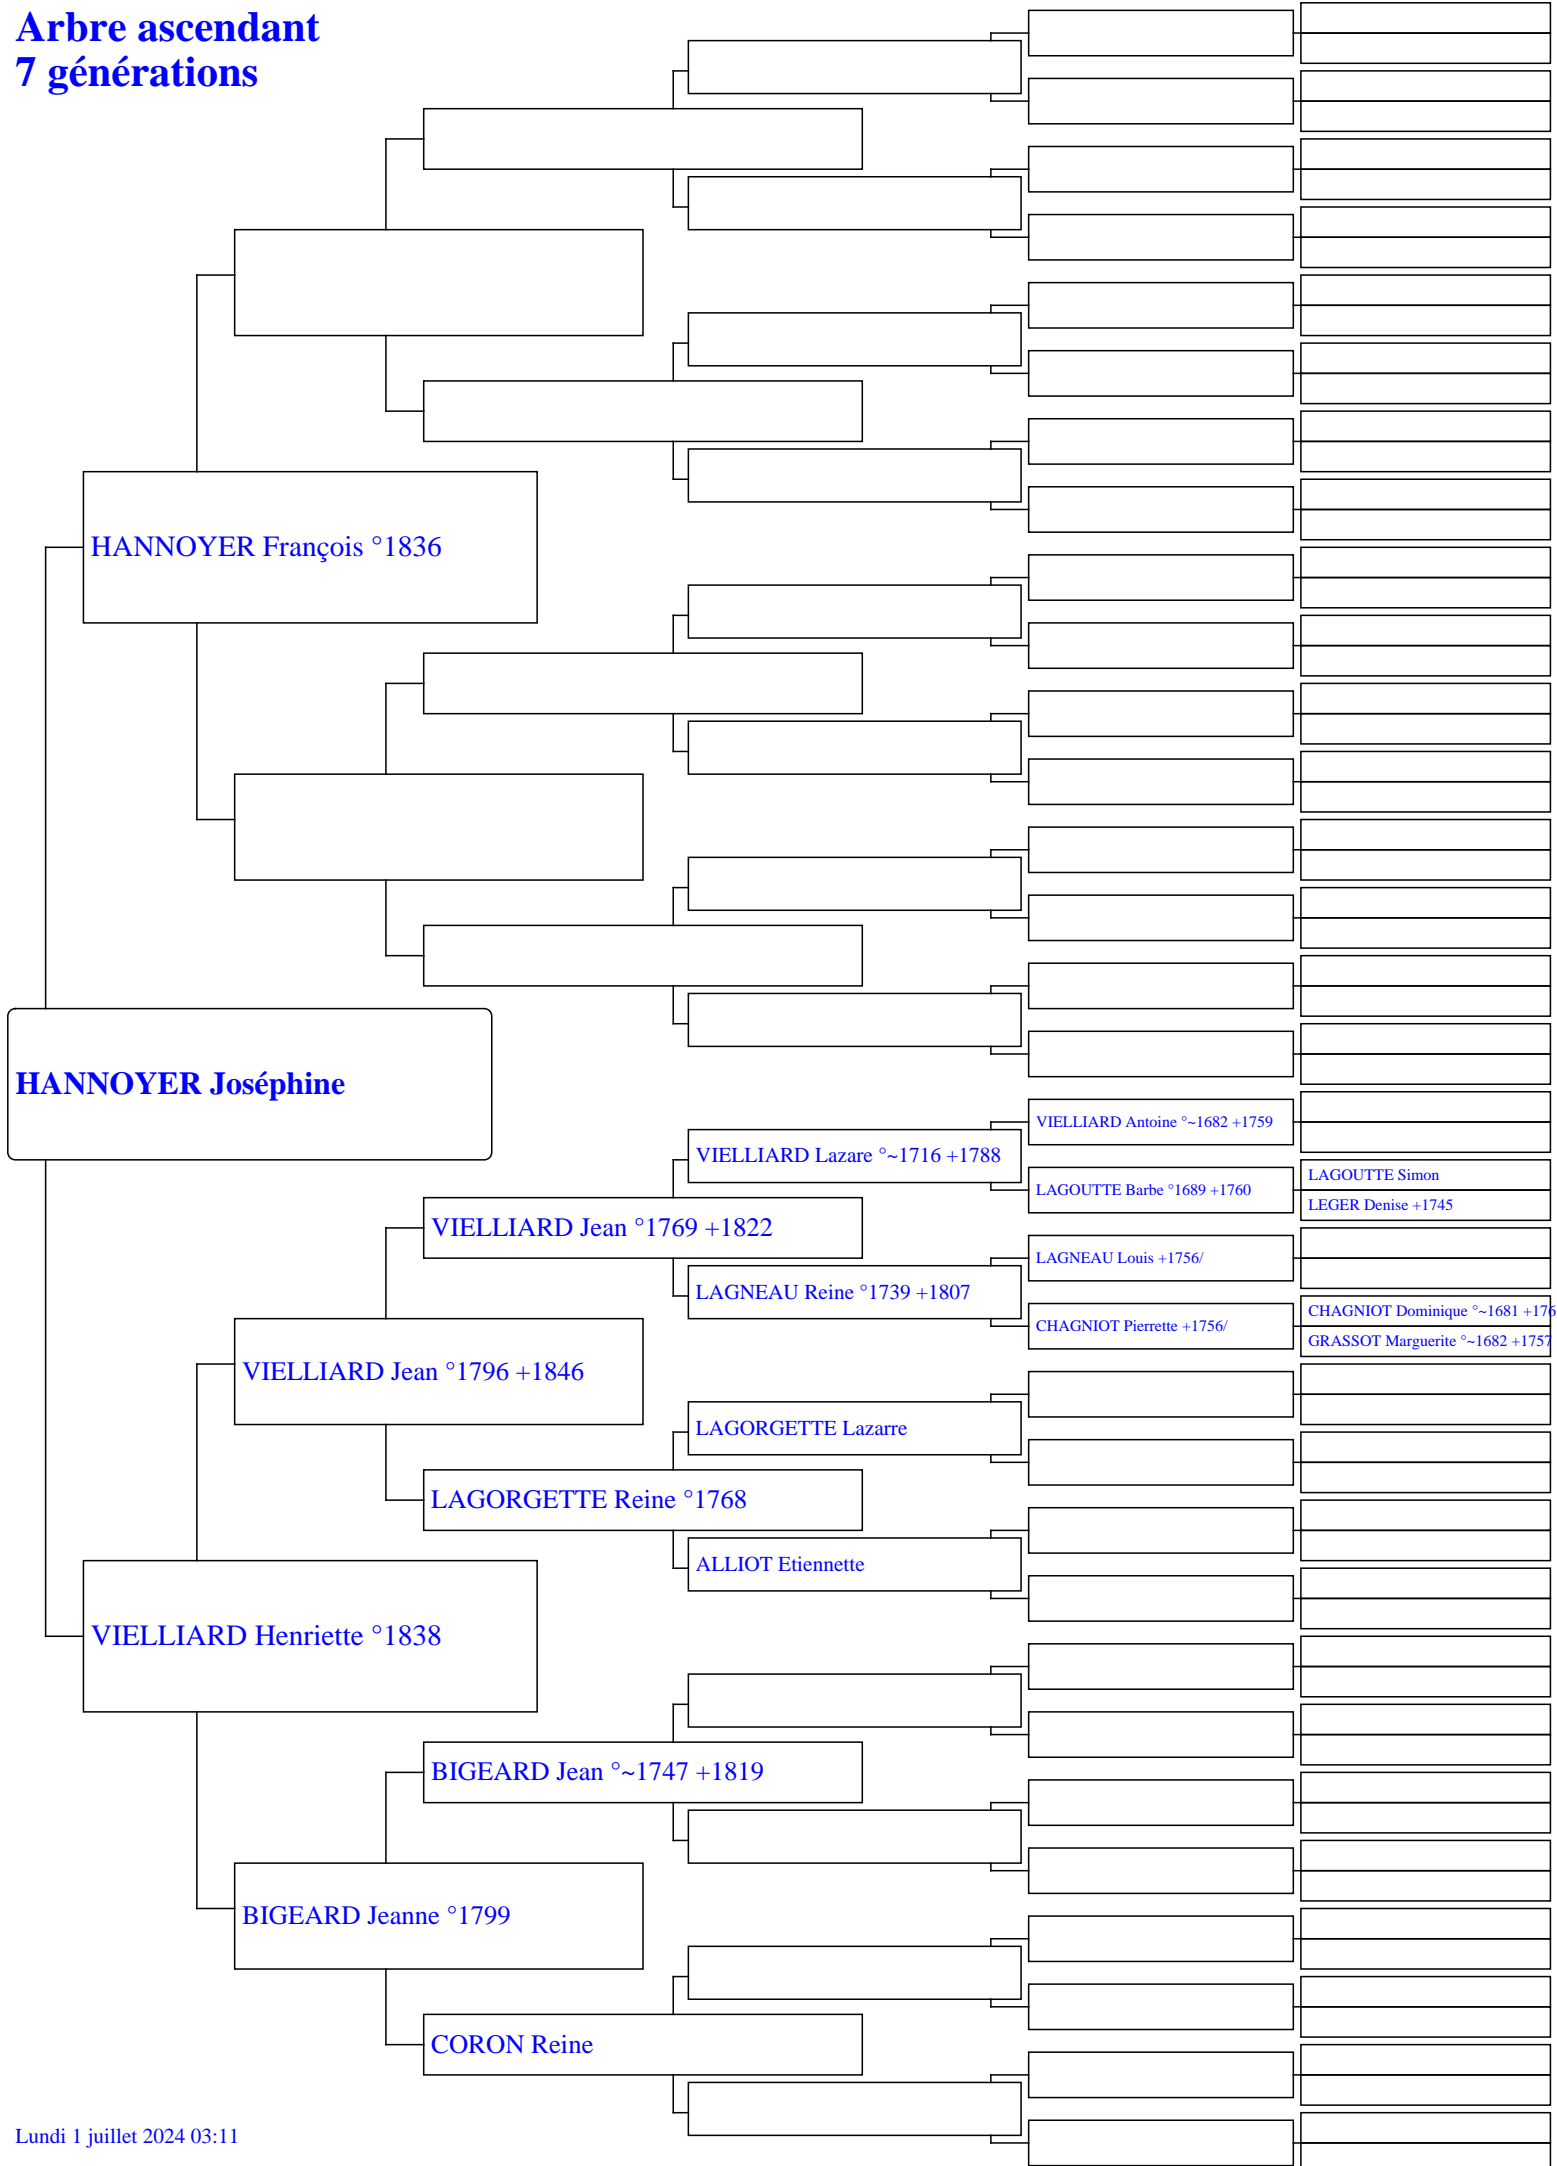 Arbre ascendant
7 générations
HANNOYER François °1836
HANNOYER Joséphine
VIELLIARD Antoine °~1682 +1759
VIELLIARD Lazare °~1716 +1788
LAGOUTTE Simon
LAGOUTTE Barbe °1689 +1760
LEGER Denise +1745
VIELLIARD Jean °1769 +1822
LAGNEAU Louis +1756/
LAGNEAU Reine °1739 +1807
CHAGNIOT Dominique °~1681 +176
CHAGNIOT Pierrette +1756/
GRASSOT Marguerite °~1682 +1757
VIELLIARD Jean °1796 +1846
LAGORGETTE Lazarre
LAGORGETTE Reine °1768
ALLIOT Etiennette
VIELLIARD Henriette °1838
BIGEARD Jean °~1747 +1819
BIGEARD Jeanne °1799
CORON Reine
Lundi 1 juillet 2024 03:11